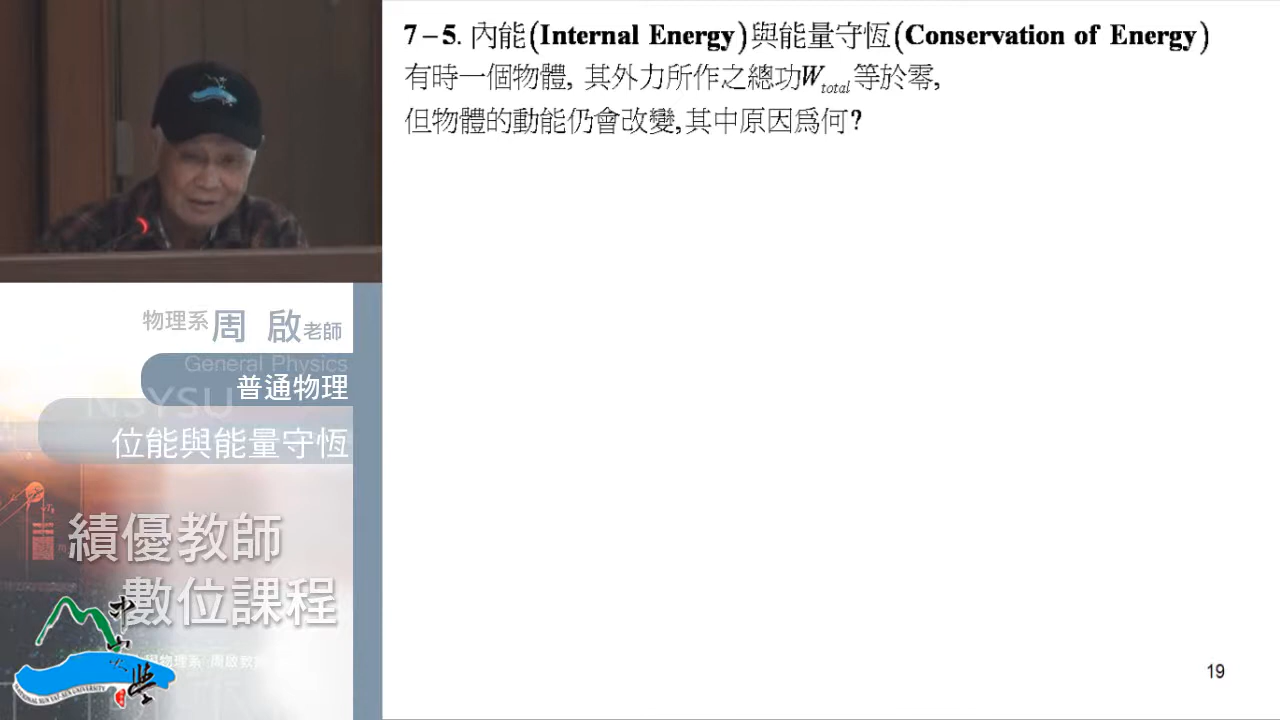 7-5. 內能(Internal Energy)與能量守恆(Conservation of Energy)
有時一個物體, 其外力所作之總功W_total等於零,
但物體的動能仍會改變,其中原因為何?
物理系 周 啟 老師
General Physics
普通物理
NSYSU
位能與能量守恆
績優教師
數位課程
19